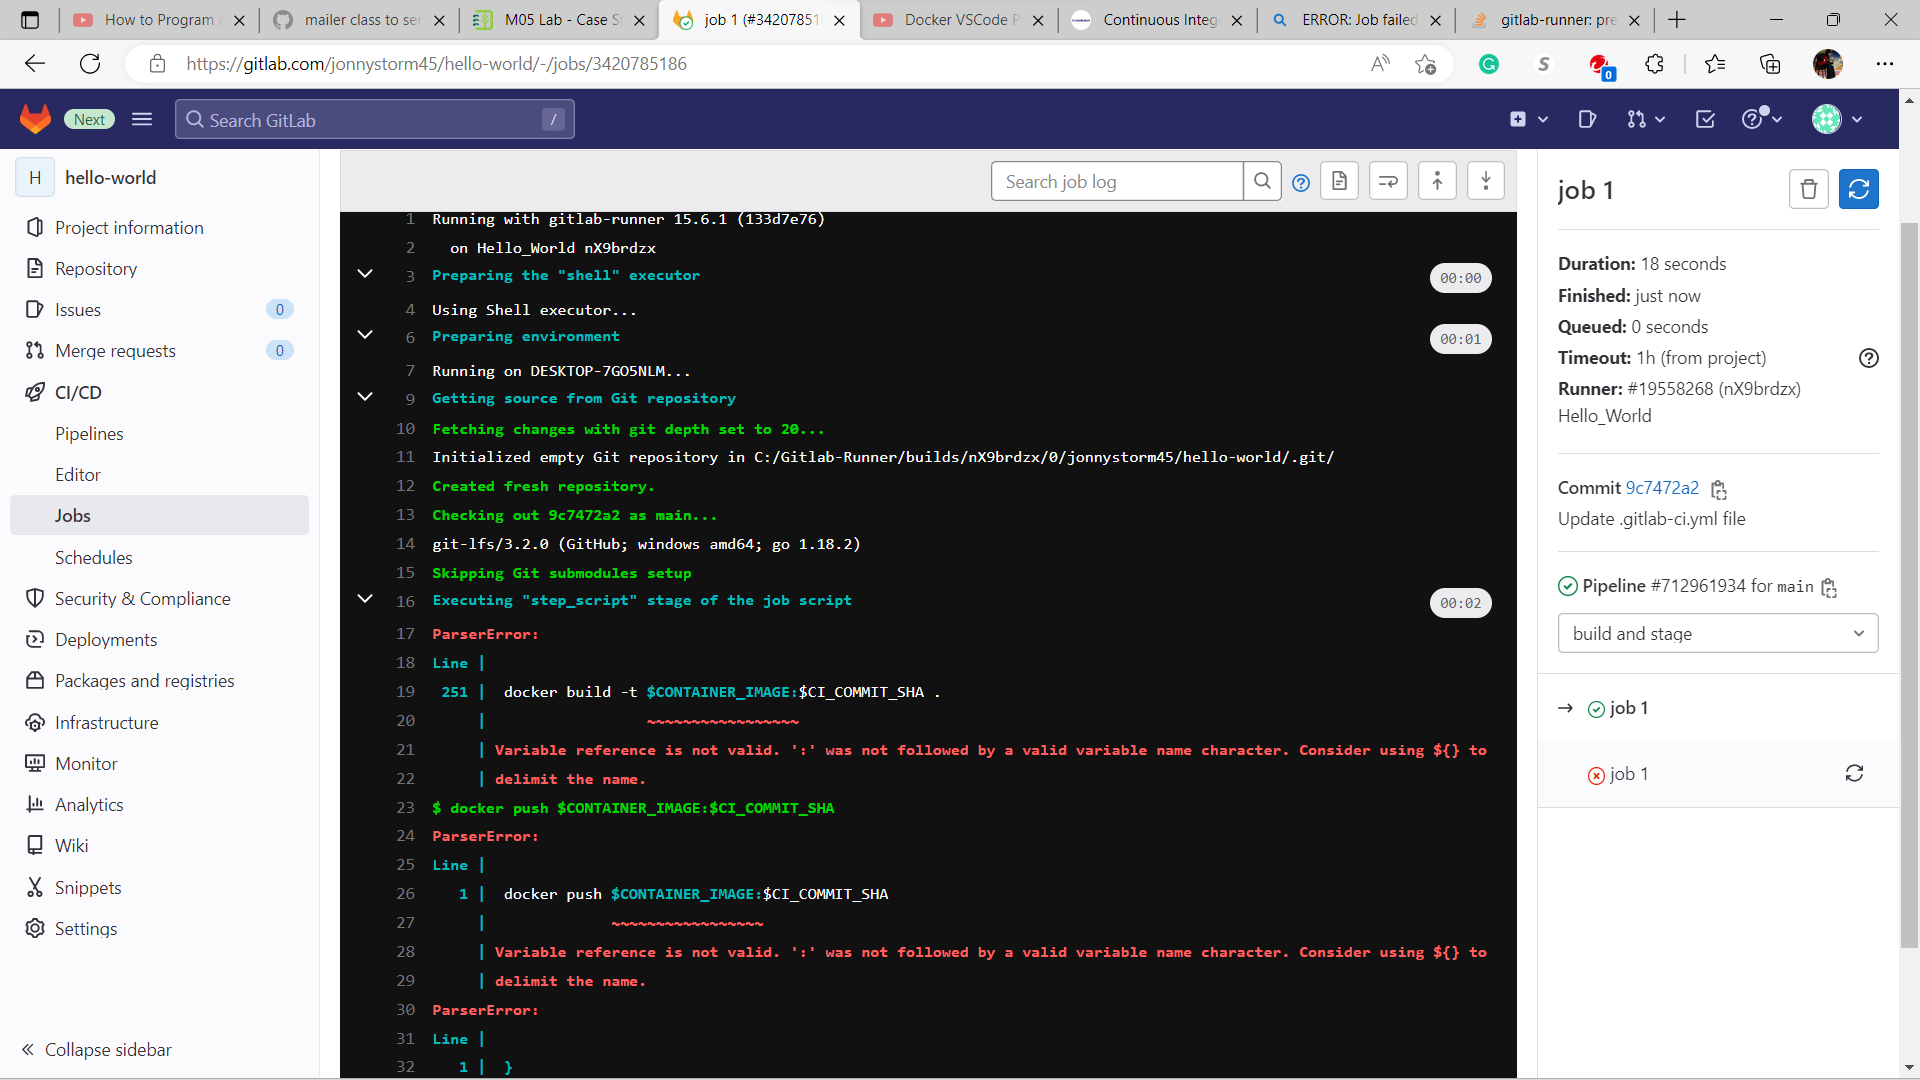 How to Program a
mailer class to ser
M05 Lab - Case St
job 1 (#34207851
Docker VSCode P
Continuous Integ
ERROR: Job failed
gitlab-runner: pre
https://gitlab.com/jonnystorm45/hello-world/-/jobs/3420785186
0
Next
Search GitLab
/
H
hello-world
Project information
Repository
Issues
0
Merge requests
0
CI/CD
Pipelines
Editor
Jobs
Schedules
Security & Compliance
Deployments
Packages and registries
Infrastructure
Monitor
Analytics
Wiki
Snippets
Settings
Collapse sidebar
Search job log
1 Running with gitlab-runner 15.6.1 (133d7e76)
2 on Hello_World nX9brdzx
3 Preparing the "shell" executor 00:00
4 Using Shell executor...
6 Preparing environment 00:01
7 Running on DESKTOP-7GO5NLM...
9 Getting source from Git repository
10 Fetching changes with git depth set to 20...
11 Initialized empty Git repository in C:/Gitlab-Runner/builds/nX9brdzx/0/jonnystorm45/hello-world/.git/
12 Created fresh repository.
13 Checking out 9c7472a2 as main...
14 git-lfs/3.2.0 (GitHub; windows amd64; go 1.18.2)
15 Skipping Git submodules setup
16 Executing "step_script" stage of the job script 00:02
17 ParserError:
18 Line |
19 251 | docker build -t $CONTAINER_IMAGE:$CI_COMMIT_SHA .
20 | ~~~~~~~~~~~~~~~~~
21 | Variable reference is not valid. ':' was not followed by a valid variable name character. Consider using ${} to
22 | delimit the name.
23 $ docker push $CONTAINER_IMAGE:$CI_COMMIT_SHA
24 ParserError:
25 Line |
26 1 | docker push $CONTAINER_IMAGE:$CI_COMMIT_SHA
27 | ~~~~~~~~~~~~~~~~~
28 | Variable reference is not valid. ':' was not followed by a valid variable name character. Consider using ${} to
29 | delimit the name.
30 ParserError:
31 Line |
32 1 | }
job 1
Duration: 18 seconds
Finished: just now
Queued: 0 seconds
Timeout: 1h (from project)
Runner: #19558268 (nX9brdzx)
Hello_World
Commit 9c7472a2
Update .gitlab-ci.yml file
Pipeline #712961934 for main
build and stage
→ job 1
job 1